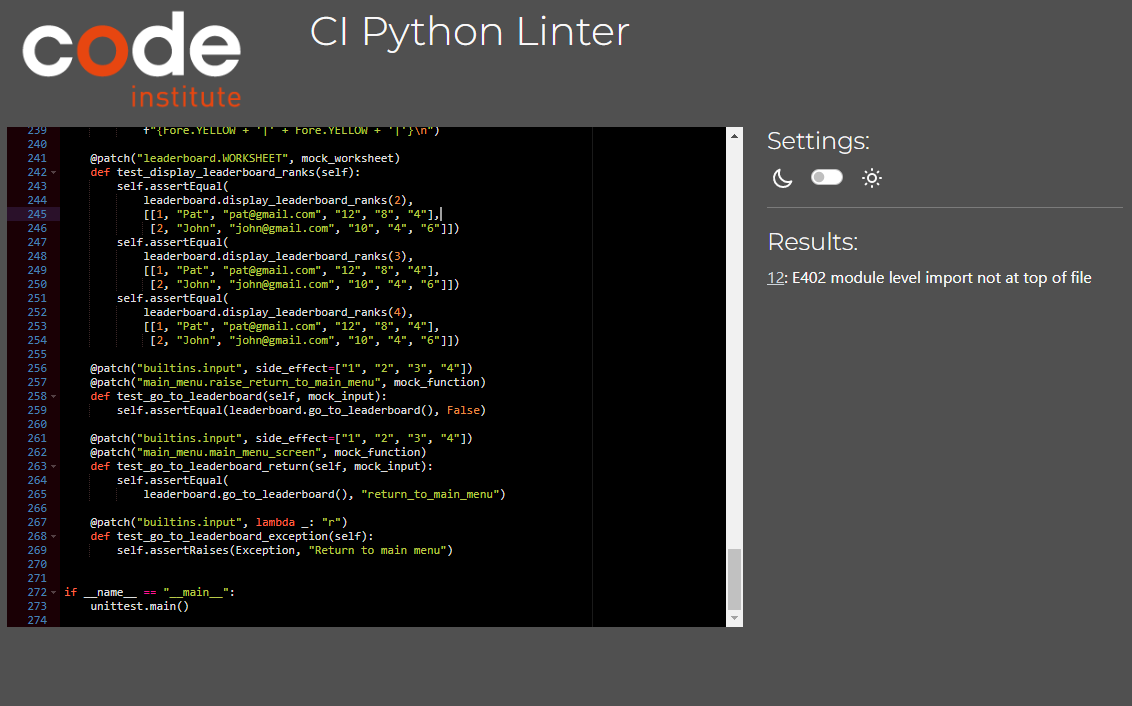 code
institute
CI Python Linter
239 f"{Fore.YELLOW + '|' + Fore.YELLOW + '|'}\n")
240
241 @patch("leaderboard.WORKSHEET", mock_worksheet)
242 def test_display_leaderboard_ranks(self):
243 self.assertEqual(
244 leaderboard.display_leaderboard_ranks(2),
245 [[1, "Pat", "pat@gmail.com", "12", "8", "4"],
246 [2, "John", "john@gmail.com", "10", "4", "6"]])
247 self.assertEqual(
248 leaderboard.display_leaderboard_ranks(3),
249 [[1, "Pat", "pat@gmail.com", "12", "8", "4"],
250 [2, "John", "john@gmail.com", "10", "4", "6"]])
251 self.assertEqual(
252 leaderboard.display_leaderboard_ranks(4),
253 [[1, "Pat", "pat@gmail.com", "12", "8", "4"],
254 [2, "John", "john@gmail.com", "10", "4", "6"]])
255
256 @patch("builtins.input", side_effect=["1", "2", "3", "4"])
257 @patch("main_menu.raise_return_to_main_menu", mock_function)
258 def test_go_to_leaderboard(self, mock_input):
259 self.assertEqual(leaderboard.go_to_leaderboard(), False)
260
261 @patch("builtins.input", side_effect=["1", "2", "3", "4"])
262 @patch("main_menu.main_menu_screen", mock_function)
263 def test_go_to_leaderboard_return(self, mock_input):
264 self.assertEqual(
265 leaderboard.go_to_leaderboard(), "return_to_main_menu")
266
267 @patch("builtins.input", lambda _: "r")
268 def test_go_to_leaderboard_exception(self):
269 self.assertRaises(Exception, "Return to main menu")
270
271
272 if __name__ == "__main__":
273 unittest.main()
274
Settings:
Results:
12: E402 module level import not at top of file